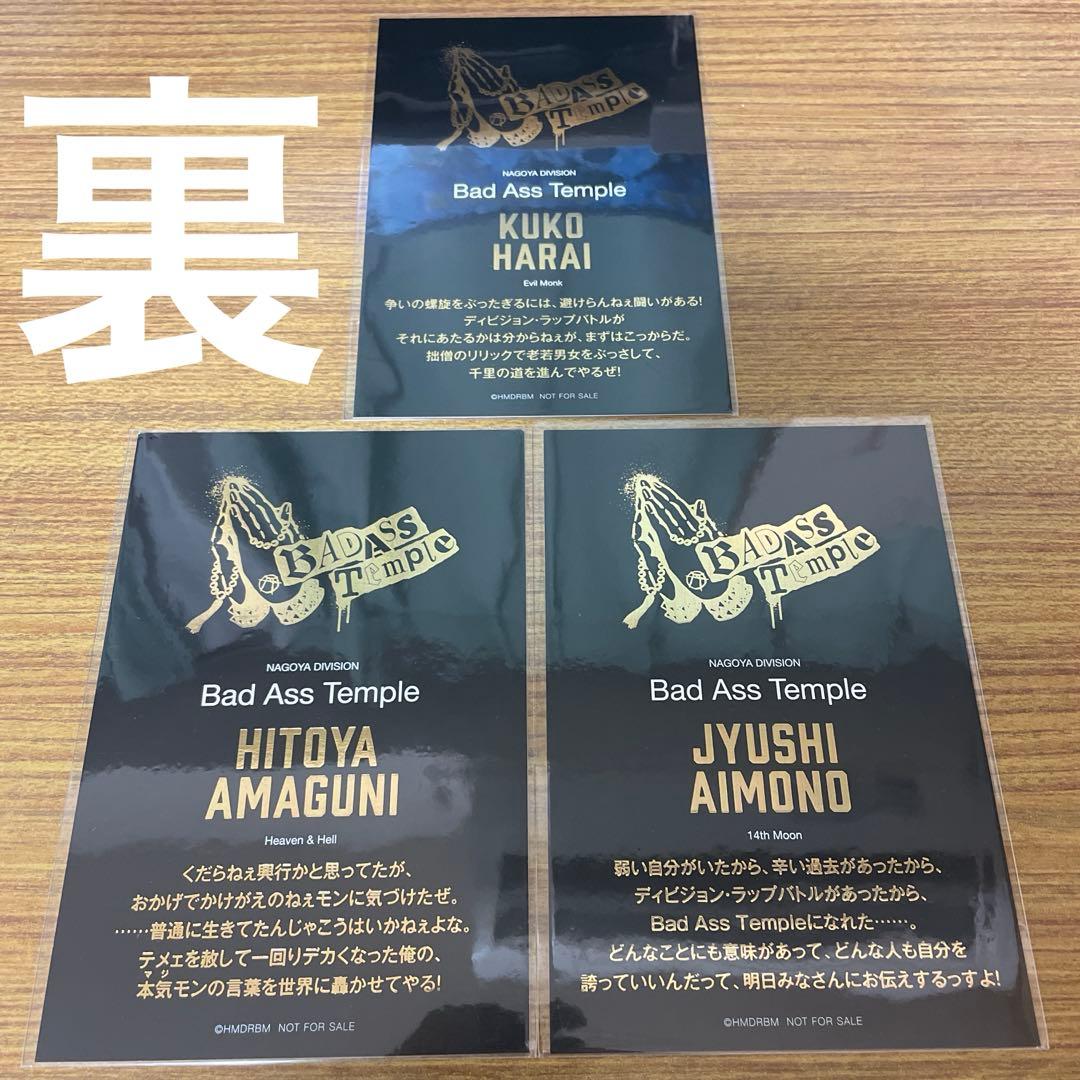 裏
BADASS
Temple
NAGOYA DIVISION
Bad Ass Temple
KUKO
HARAI
Evil Monk
争いの螺旋をぶったぎるには、避けらんねぇ闘いがある!
ディビジョン・ラップバトルが
それにあたるかは分からねぇが、まずはこっからだ。
拙僧のリリックで老若男女をぶっさして、
千里の道を進んでやるぜ!
©HMDRBM NOT FOR SALE
BADASS
Temple
NAGOYA DIVISION
Bad Ass Temple
HITOYA
AMAGUNI
Heaven & Hell
くだらねぇ興行かと思ってたが、
おかげでかけがえのねぇモンに気づけたぜ。
……普通に生きてたんじゃこうはいかねぇよな。
テメェを赦して一回りデカくなった俺の、
マジ
本気モンの言葉を世界に轟かせてやる!
©HMDRBM NOT FOR SALE
BADASS
Temple
NAGOYA DIVISION
Bad Ass Temple
JYUSHI
AIMONO
14th Moon
弱い自分がいたから、辛い過去があったから、
ディビジョン・ラップバトルがあったから、
Bad Ass Templeになれた……。
どんなことにも意味があって、どんな人も自分を
誇っていいんだって、明日みなさんにお伝えするっすよ!
©HMDRBM NOT FOR SALE